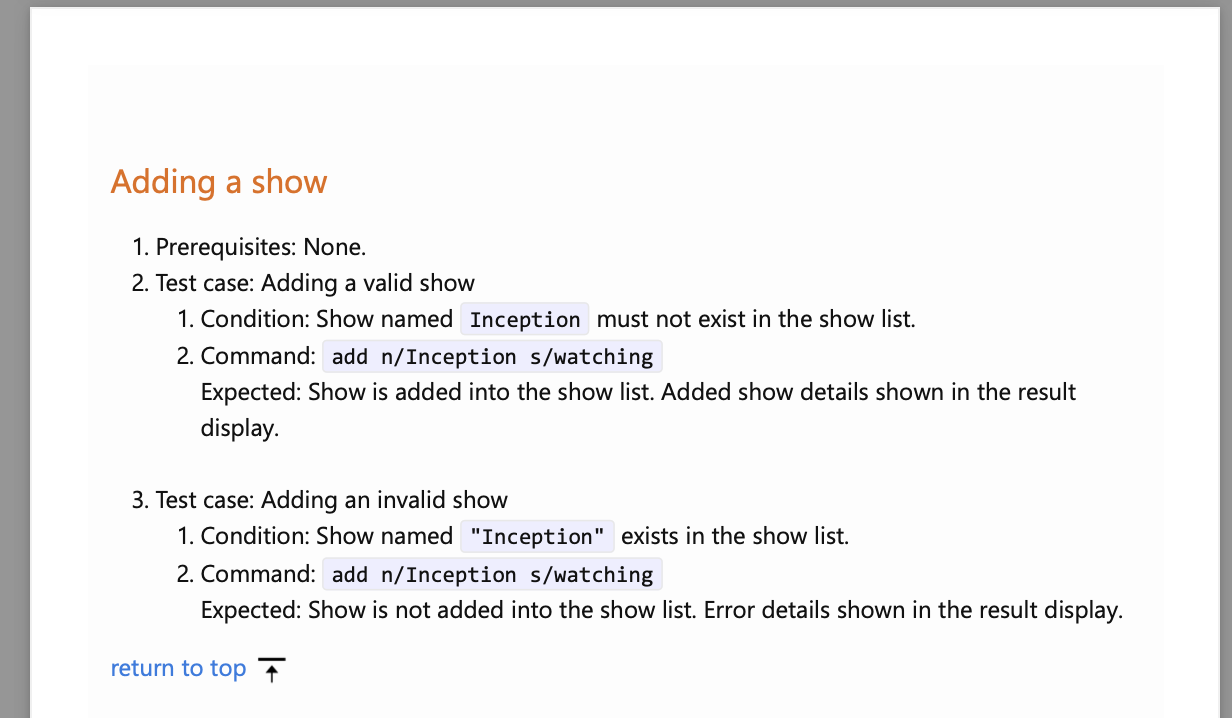 Adding a show
1. Prerequisites: None.
2. Test case: Adding a valid show
1. Condition: Show named Inception must not exist in the show list.
2. Command: add n/Inception s/watching
Expected: Show is added into the show list. Added show details shown in the result
display.
3. Test case: Adding an invalid show
1. Condition: Show named "Inception" exists in the show list.
2. Command: add n/Inception s/watching
Expected: Show is not added into the show list. Error details shown in the result display.
return to top